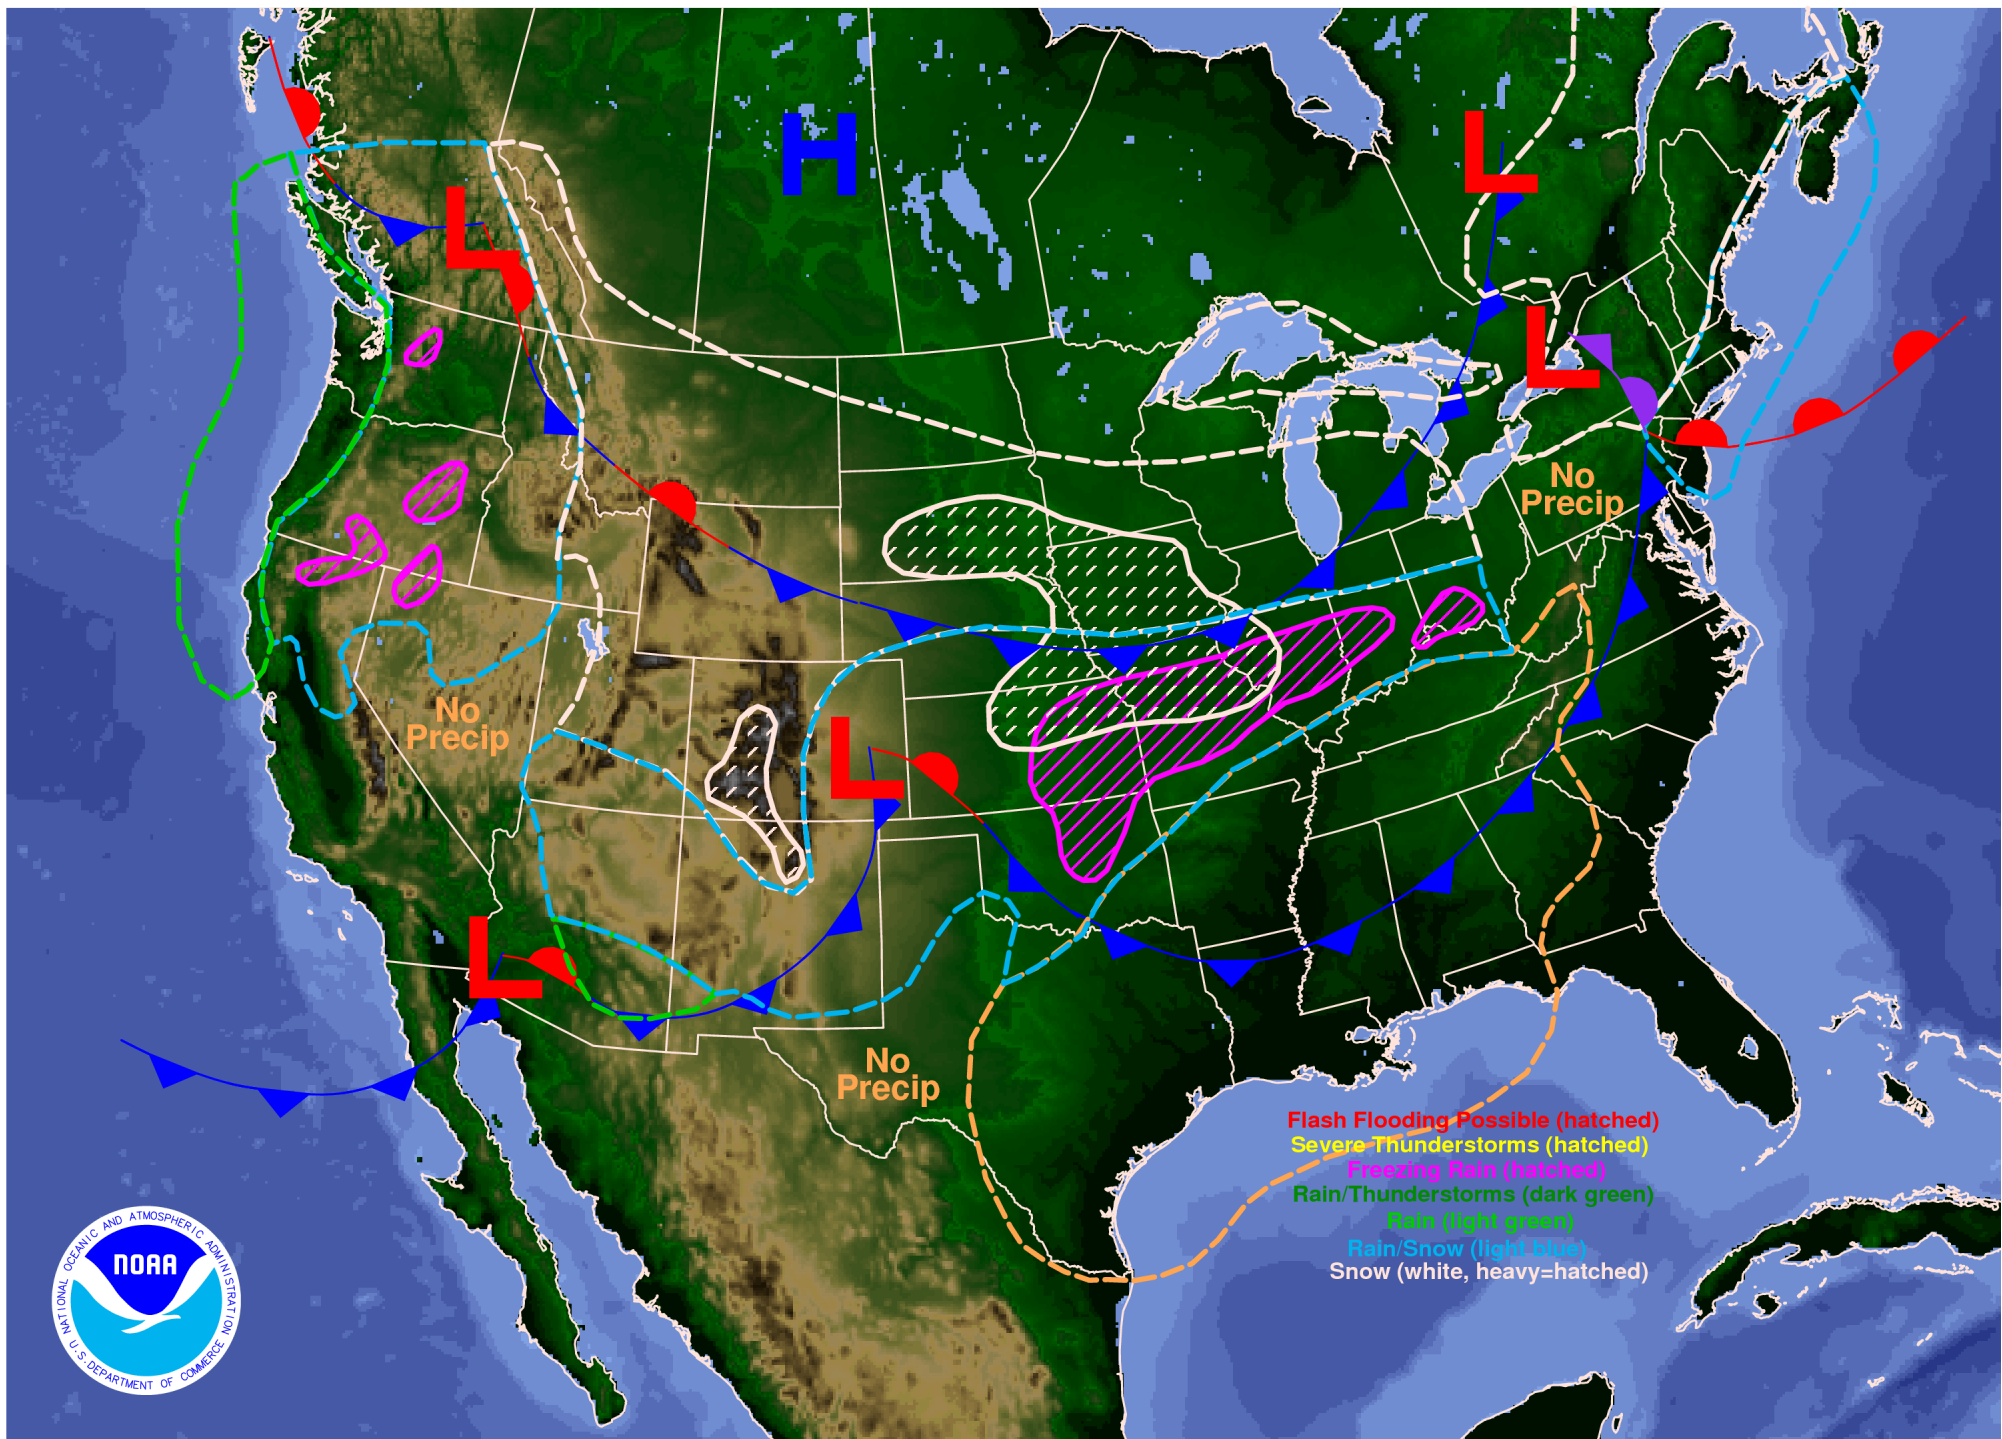 H
L
L
L
No
Precip
No
Precip
L
L
No
Precip
Flash Flooding Possible (hatched)
Severe Thunderstorms (hatched)
Freezing Rain (hatched)
Rain/Thunderstorms (dark green)
Rain (light green)
Rain/Snow (light blue)
Snow (white, heavy=hatched)
NATIONAL OCEANIC AND ATMOSPHERIC ADMINISTRATION
NOAA
U.S. DEPARTMENT OF COMMERCE